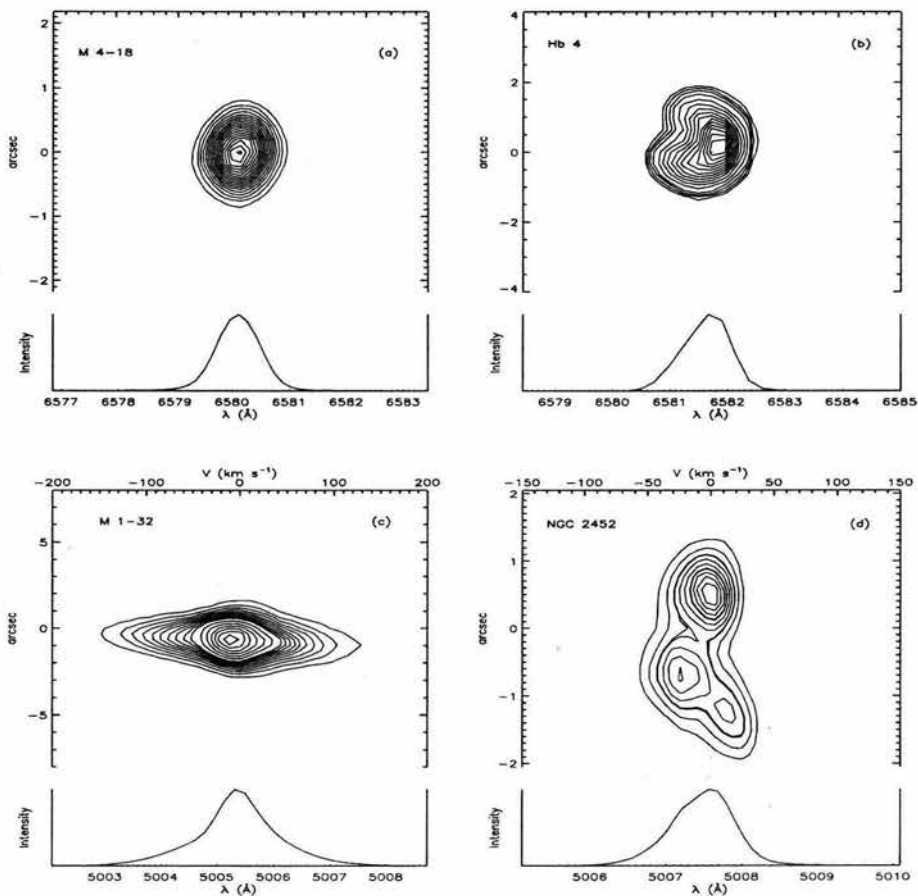 M 4-18 (a)
arcsec
2
1
0
-1
-2
Intensity
6577 6578 6579 6580 6581 6582 6583
λ (Å)
Hb 4 (b)
arcsec
4
2
0
-2
-4
Intensity
6579 6580 6581 6582 6583 6584 6585
λ (Å)
V (km s⁻¹)
-200 -100 0 100 200
M 1-32 (c)
arcsec
5
0
-5
Intensity
5003 5004 5005 5006 5007 5008
λ (Å)
V (km s⁻¹)
-150 -100 -50 0 50 100 150
NGC 2452 (d)
arcsec
2
1
0
-1
-2
Intensity
5006 5007 5008 5009 5010
λ (Å)